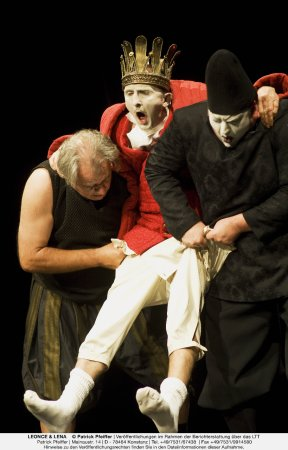 LEONCE & LENA   © Patrick Pfeiffer | Veröffentlichungen im Rahmen der Berichterstattung über das LTT
Patrick Pfeiffer | Mainaustr. 14 | D - 78464 Konstanz | Tel. +49/7531/67438 | Fax +49/7531/9914580
Hinweise zu den Veröffentlichungsrechten finden Sie in den Dateiinformationen dieser Aufnahme.